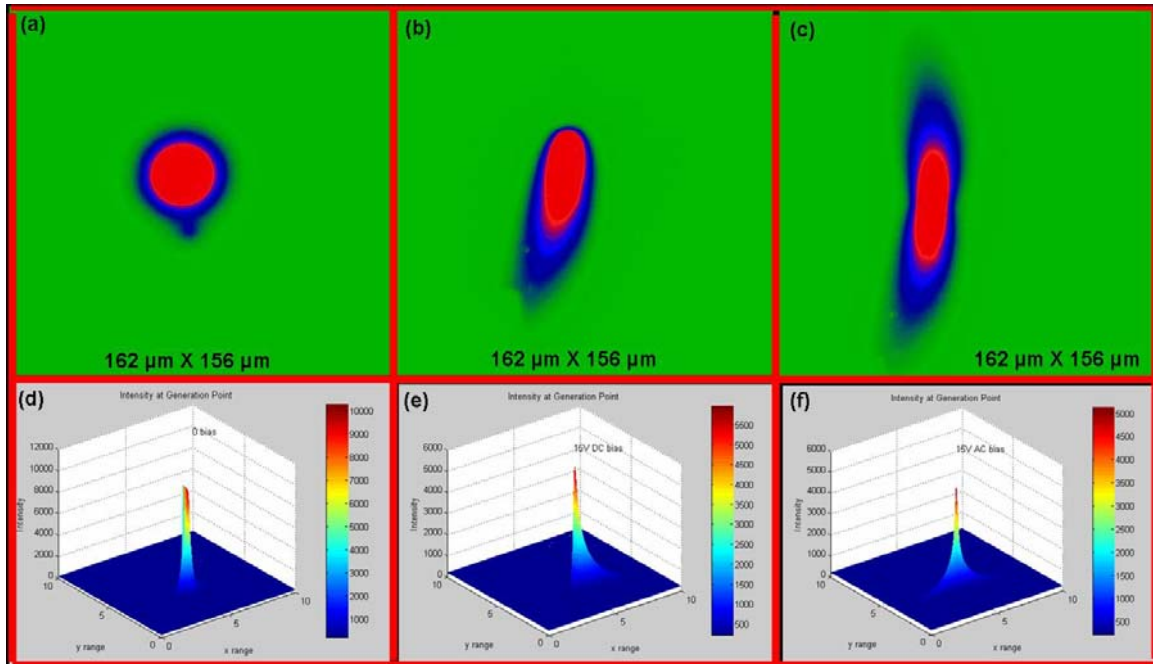 (a)
(b)
(c)
162 µm X 156 µm
162 µm X 156 µm
162 µm X 156 µm
(d)
Intensity at Generation Point
0 bias
12000
10000
8000
6000
4000
2000
0
Intensity
10
5
0
y range
0
5
10
x range
10000
9000
8000
7000
6000
5000
4000
3000
2000
1000
(e)
Intensity at Generation Point
15V DC bias
6000
5000
4000
3000
2000
1000
0
Intensity
10
5
0
y range
0
5
10
x range
5500
5000
4500
4000
3500
3000
2500
2000
1500
1000
500
(f)
Intensity at Generation Point
15V AC bias
6000
5000
4000
3000
2000
1000
0
Intensity
10
5
0
y range
0
5
10
x range
5000
4500
4000
3500
3000
2500
2000
1500
1000
500